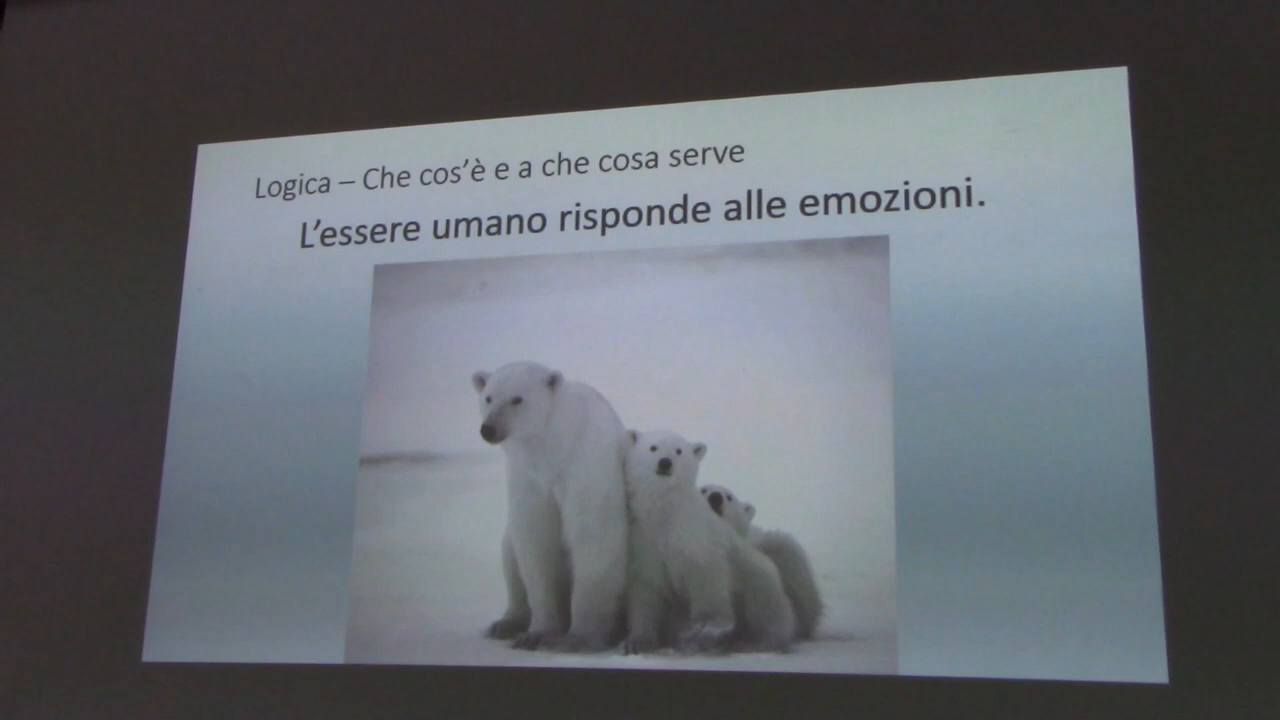 Logica – Che cos’è e a che cosa serve
L’essere umano risponde alle emozioni.